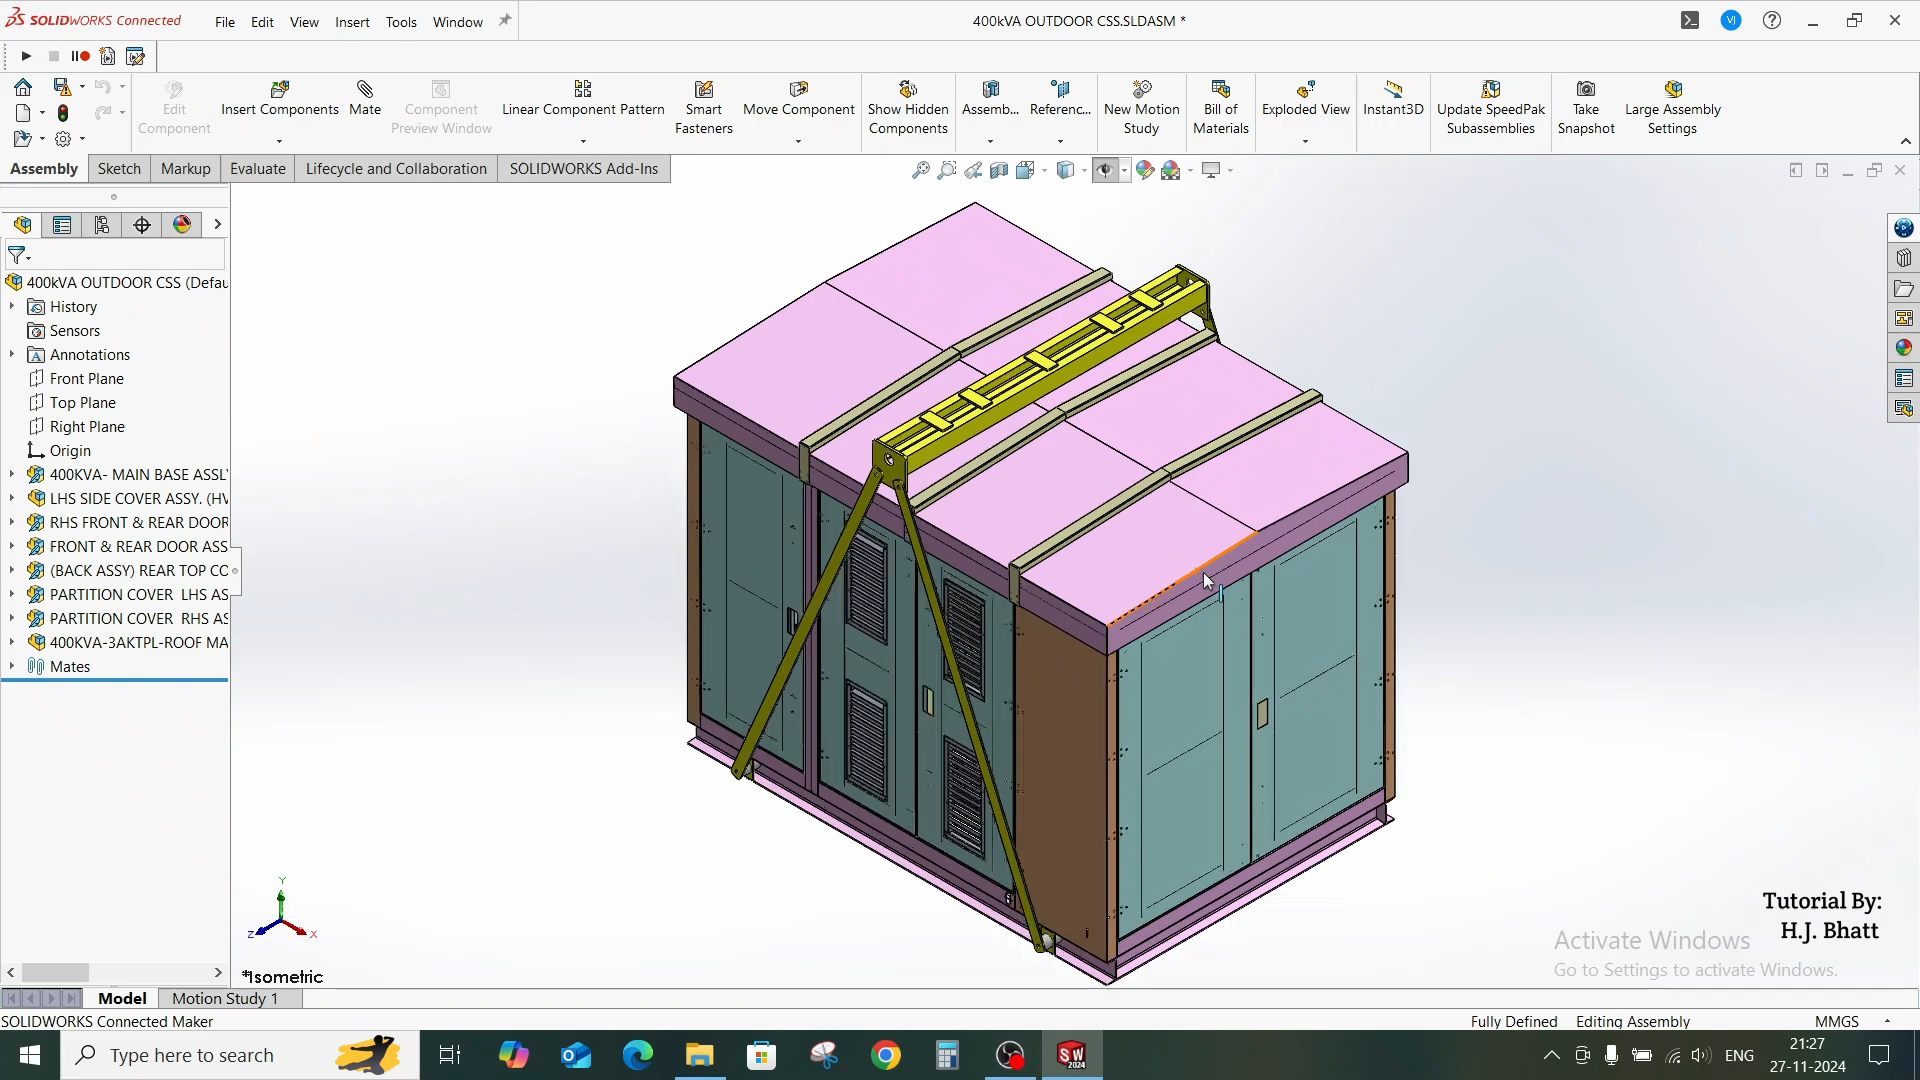 SOLIDWORKS Connected
File Edit View Insert Tools Window
400kVA OUTDOOR CSS.SLDASM *
VJ
Edit Component
Insert Components
Mate
Component Preview Window
Linear Component Pattern
Smart Fasteners
Move Component
Show Hidden Components
Assemb...
Referenc...
New Motion Study
Bill of Materials
Exploded View
Instant3D
Update SpeedPak Subassemblies
Take Snapshot
Large Assembly Settings
Assembly Sketch Markup Evaluate Lifecycle and Collaboration SOLIDWORKS Add-Ins
400kVA OUTDOOR CSS (Defau
History
Sensors
Annotations
Front Plane
Top Plane
Right Plane
Origin
400KVA- MAIN BASE ASSLY
LHS SIDE COVER ASSY. (HV
RHS FRONT & REAR DOOR
FRONT & REAR DOOR ASS
(BACK ASSY) REAR TOP CO
PARTITION COVER LHS AS
PARTITION COVER RHS AS
400KVA-3AKTPL-ROOF MA
Mates
Y
Z
X
*Isometric
Tutorial By:
H.J. Bhatt
Activate Windows
Go to Settings to activate Windows.
Model Motion Study 1
SOLIDWORKS Connected Maker
Fully Defined Editing Assembly MMGS
Type here to search
SW
2024
ENG
21:27
27-11-2024